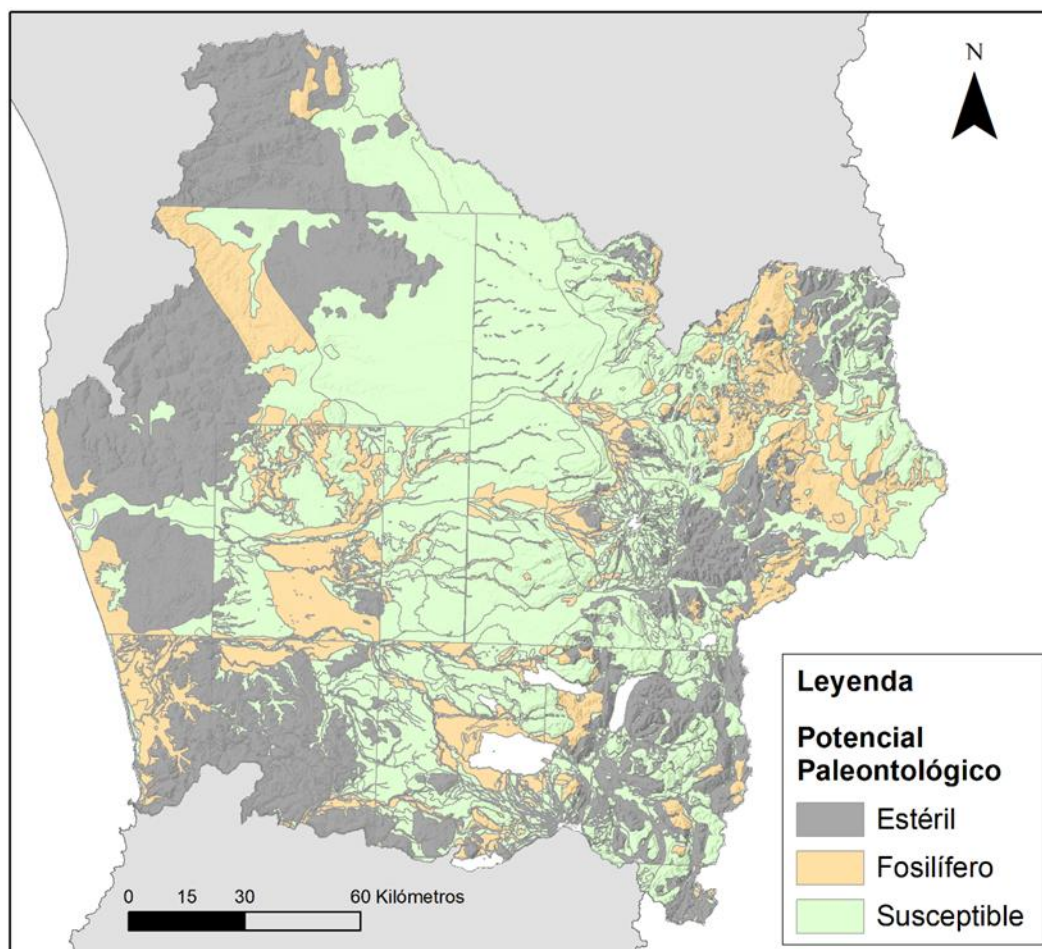 N
Leyenda
Potencial
Paleontológico
Estéril
Fosilífero
Susceptible
0 15 30 60 Kilómetros